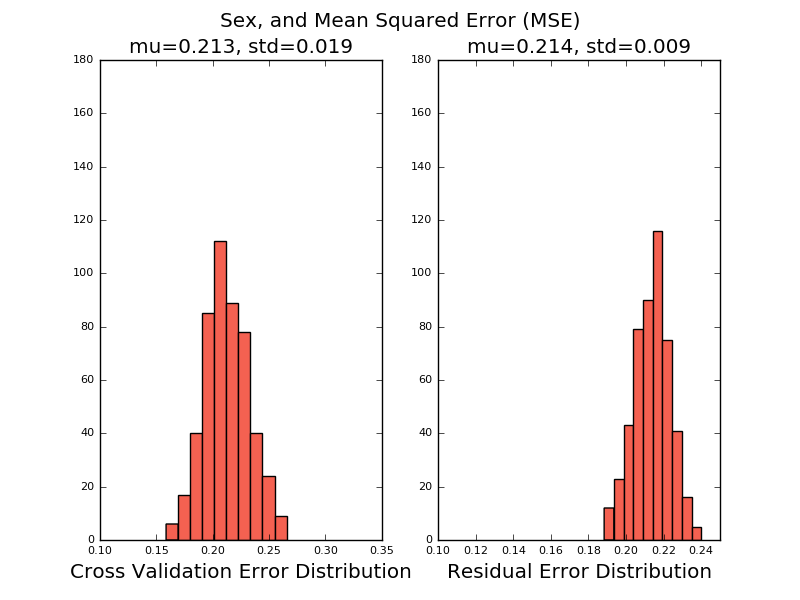 Sex, and Mean Squared Error (MSE)
mu=0.213, std=0.019
180
160
140
120
100
80
60
40
20
0
0.10 0.15 0.20 0.25 0.30 0.35
Cross Validation Error Distribution
mu=0.214, std=0.009
180
160
140
120
100
80
60
40
20
0
0.10 0.12 0.14 0.16 0.18 0.20 0.22 0.24
Residual Error Distribution